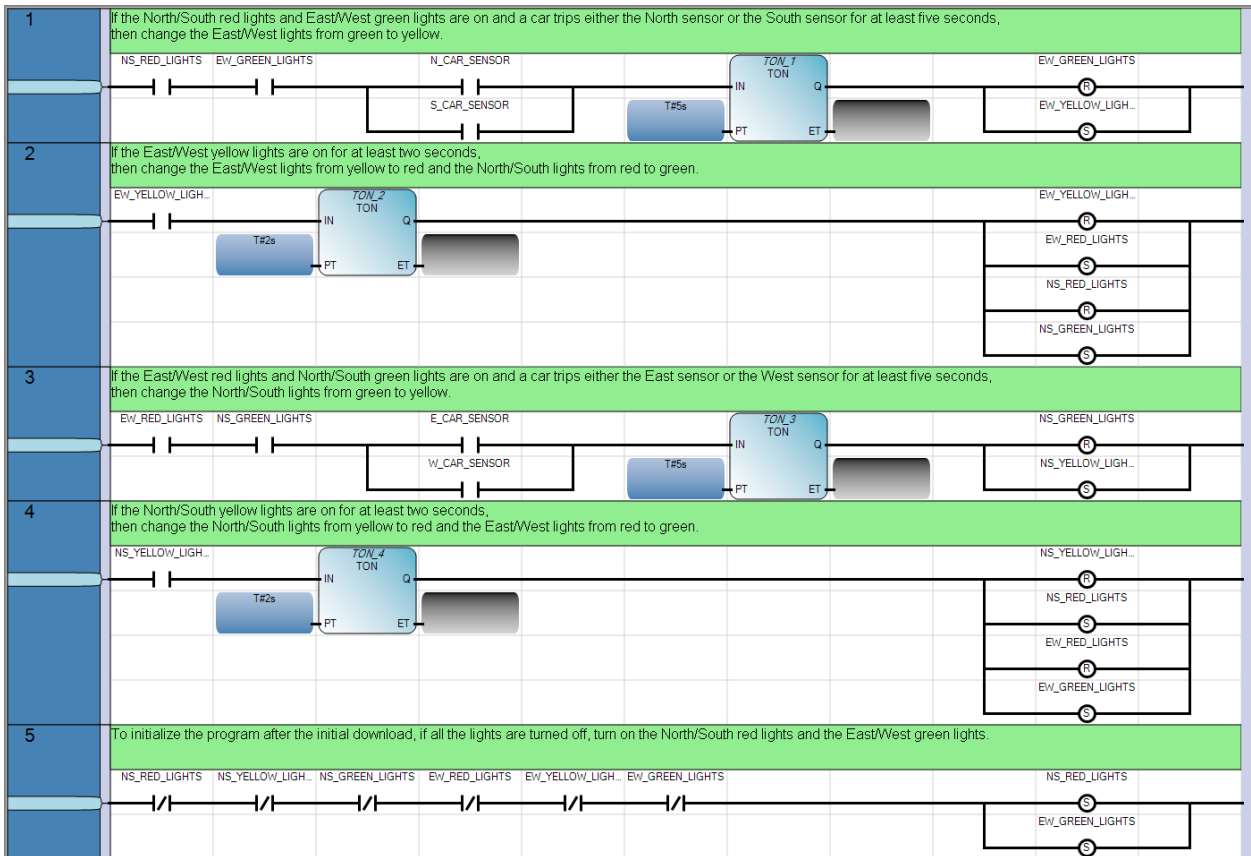 1
If the North/South red lights and East/West green lights are on and a car trips either the North sensor or the South sensor for at least five seconds,
then change the East/West lights from green to yellow.
NS_RED_LIGHTS EW_GREEN_LIGHTS N_CAR_SENSOR TON_1 EW_GREEN_LIGHTS
TON
IN Q R
S_CAR_SENSOR T#5s EW_YELLOW_LIGH...
PT ET S
2
If the East/West yellow lights are on for at least two seconds,
then change the East/West lights from yellow to red and the North/South lights from red to green.
EW_YELLOW_LIGH... TON_2 EW_YELLOW_LIGH...
TON
IN Q R
T#2s EW_RED_LIGHTS
PT ET S
NS_RED_LIGHTS
R
NS_GREEN_LIGHTS
S
3
If the East/West red lights and North/South green lights are on and a car trips either the East sensor or the West sensor for at least five seconds,
then change the North/South lights from green to yellow.
EW_RED_LIGHTS NS_GREEN_LIGHTS E_CAR_SENSOR TON_3 NS_GREEN_LIGHTS
TON
IN Q R
W_CAR_SENSOR T#5s NS_YELLOW_LIGH...
PT ET S
4
If the North/South yellow lights are on for at least two seconds,
then change the North/South lights from yellow to red and the East/West lights from red to green.
NS_YELLOW_LIGH... TON_4 NS_YELLOW_LIGH...
TON
IN Q R
T#2s NS_RED_LIGHTS
PT ET S
EW_RED_LIGHTS
R
EW_GREEN_LIGHTS
S
5
To initialize the program after the initial download, if all the lights are turned off, turn on the North/South red lights and the East/West green lights.
NS_RED_LIGHTS NS_YELLOW_LIGH... NS_GREEN_LIGHTS EW_RED_LIGHTS EW_YELLOW_LIGH... EW_GREEN_LIGHTS NS_RED_LIGHTS
S
EW_GREEN_LIGHTS
S